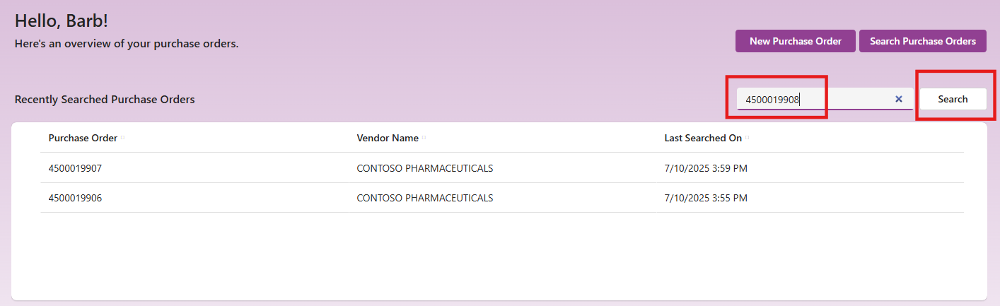 Hello, Barb!
Here's an overview of your purchase orders.
New Purchase Order Search Purchase Orders
Recently Searched Purchase Orders 4500019908 Search
Purchase Order Vendor Name Last Searched On
4500019907 CONTOSO PHARMACEUTICALS 7/10/2025 3:59 PM
4500019906 CONTOSO PHARMACEUTICALS 7/10/2025 3:55 PM